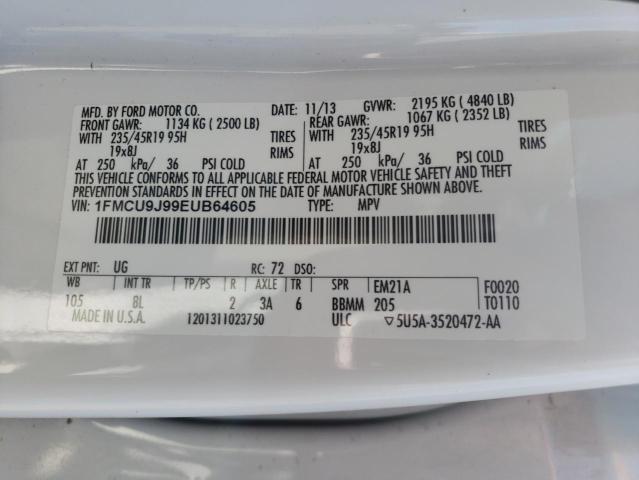 MFD. BY FORD MOTOR CO. DATE: 11/13 GVWR: 2195 KG ( 4840 LB)
FRONT GAWR: 1134 KG ( 2500 LB) REAR GAWR: 1067 KG ( 2352 LB)
WITH 235/45R19 95H TIRES WITH 235/45R19 95H TIRES
19x8J RIMS 19x8J RIMS
AT 250 kPa/ 36 PSI COLD AT 250 kPa/ 36 PSI COLD
THIS VEHICLE CONFORMS TO ALL APPLICABLE FEDERAL MOTOR VEHICLE SAFETY AND THEFT
PREVENTION STANDARDS IN EFFECT ON THE DATE OF MANUFACTURE SHOWN ABOVE.
VIN: 1FMCU9J99EUB64605 TYPE: MPV
EXT PNT: UG RC: 72 DSO:
WB INT TR TP/PS R AXLE TR SPR EM21A F0020
105 8L 2 3A 6 BBMM 205 T0110
MADE IN U.S.A. 1201311023750 ULC ▽5U5A-3520472-AA